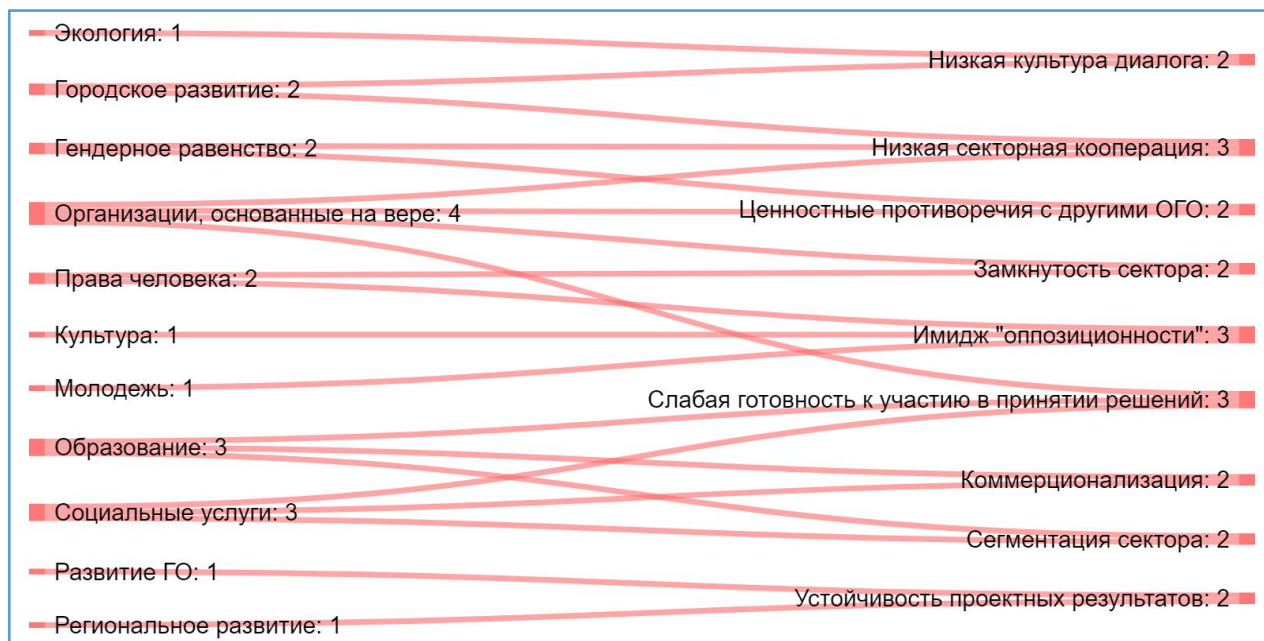 Экология: 1
Городское развитие: 2
Гендерное равенство: 2
Организации, основанные на вере: 4
Права человека: 2
Культура: 1
Молодежь: 1
Образование: 3
Социальные услуги: 3
Развитие ГО: 1
Региональное развитие: 1
Низкая культура диалога: 2
Низкая секторная кооперация: 3
Ценностные противоречия с другими ОГО: 2
Замкнутость сектора: 2
Имидж "оппозиционности": 3
Слабая готовность к участию в принятии решений: 3
Коммерционализация: 2
Сегментация сектора: 2
Устойчивость проектных результатов: 2